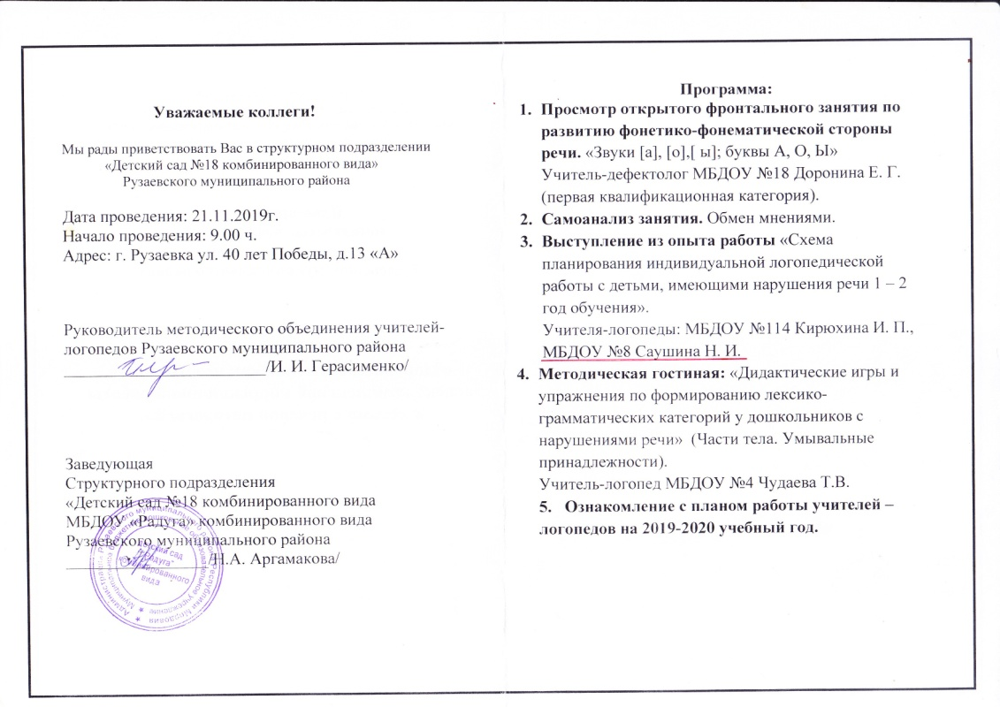 Уважаемые коллеги!
Мы рады приветствовать Вас в структурном подразделении
«Детский сад №18 комбинированного вида»
Рузаевского муниципального района
Дата проведения: 21.11.2019г.
Начало проведения: 9.00 ч.
Адрес: г. Рузаевка ул. 40 лет Победы, д.13 «А»
Руководитель методического объединения учителей-
логопедов Рузаевского муниципального района
/И. И. Герасименко/
Заведующая
Структурного подразделения
«Детский сад №18 комбинированного вида
МБДОУ «Радуга» комбинированного вида
Рузаевского муниципального района
/Н.А. Аргамакова/
детский сад
"Радуга"
комбинированного
вида
Программа:
1. Просмотр открытого фронтального занятия по
развитию фонетико-фонематической стороны
речи. «Звуки [а], [о],[ ы]; буквы А, О, Ы»
Учитель-дефектолог МБДОУ №18 Доронина Е. Г.
(первая квалификационная категория).
2. Самоанализ занятия. Обмен мнениями.
3. Выступление из опыта работы «Схема
планирования индивидуальной логопедической
работы с детьми, имеющими нарушения речи 1 – 2
год обучения».
Учителя-логопеды: МБДОУ №114 Кирюхина И. П.,
МБДОУ №8 Саушина Н. И.
4. Методическая гостиная: «Дидактические игры и
упражнения по формированию лексико-
грамматических категорий у дошкольников с
нарушениями речи» (Части тела. Умывальные
принадлежности).
Учитель-логопед МБДОУ №4 Чудаева Т.В.
5. Ознакомление с планом работы учителей –
логопедов на 2019-2020 учебный год.